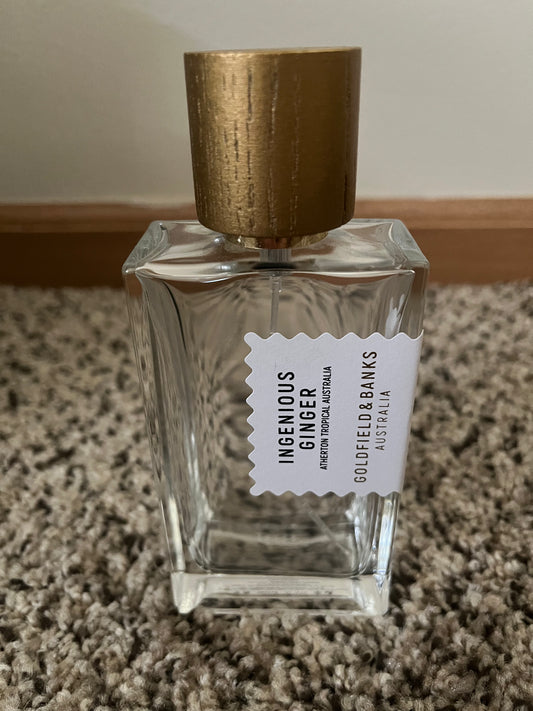 INGENIOUS
GINGER
ATHERTON TROPICAL AUSTRALIA
GOLDFIELD & BANKS
AUSTRALIA